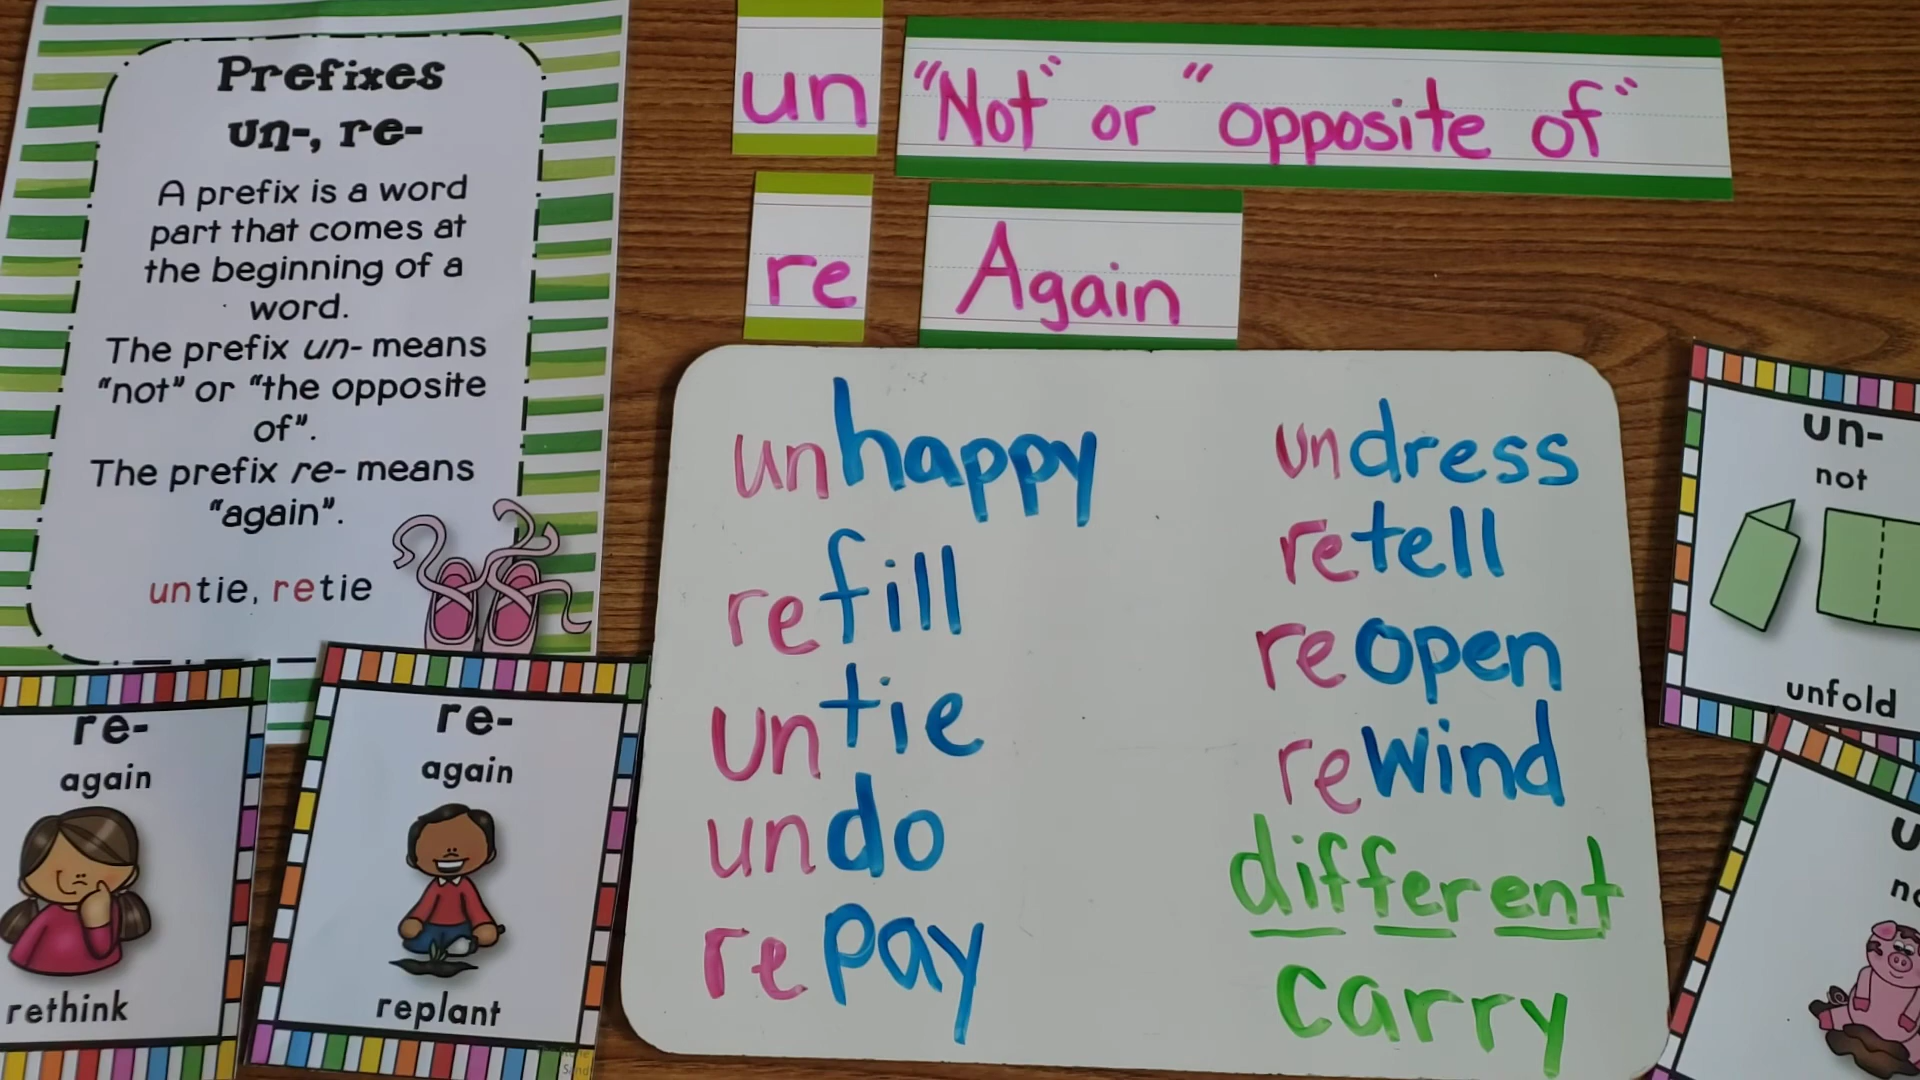 Prefixes
un-, re-
A prefix is a word
part that comes at
the beginning of a
word.
The prefix un- means
"not" or "the opposite
of".
The prefix re- means
"again".
untie, retie
un
"Not" or "opposite of"
re
Again
unhappy
refill
untie
undo
repay
undress
retell
reopen
rewind
different
carry
re-
again
rethink
re-
again
replant
un-
not
unfold